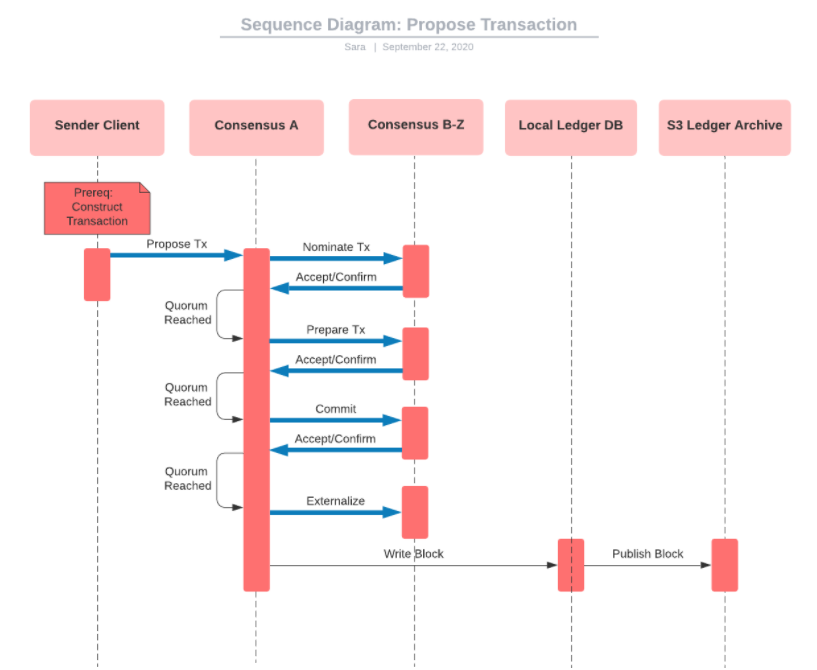 Sequence Diagram: Propose Transaction
Sara | September 22, 2020
Sender Client
Consensus A
Consensus B-Z
Local Ledger DB
S3 Ledger Archive
Prereq:
Construct
Transaction
Propose Tx
Nominate Tx
Accept/Confirm
Quorum
Reached
Prepare Tx
Accept/Confirm
Quorum
Reached
Commit
Accept/Confirm
Quorum
Reached
Externalize
Write Block
Publish Block